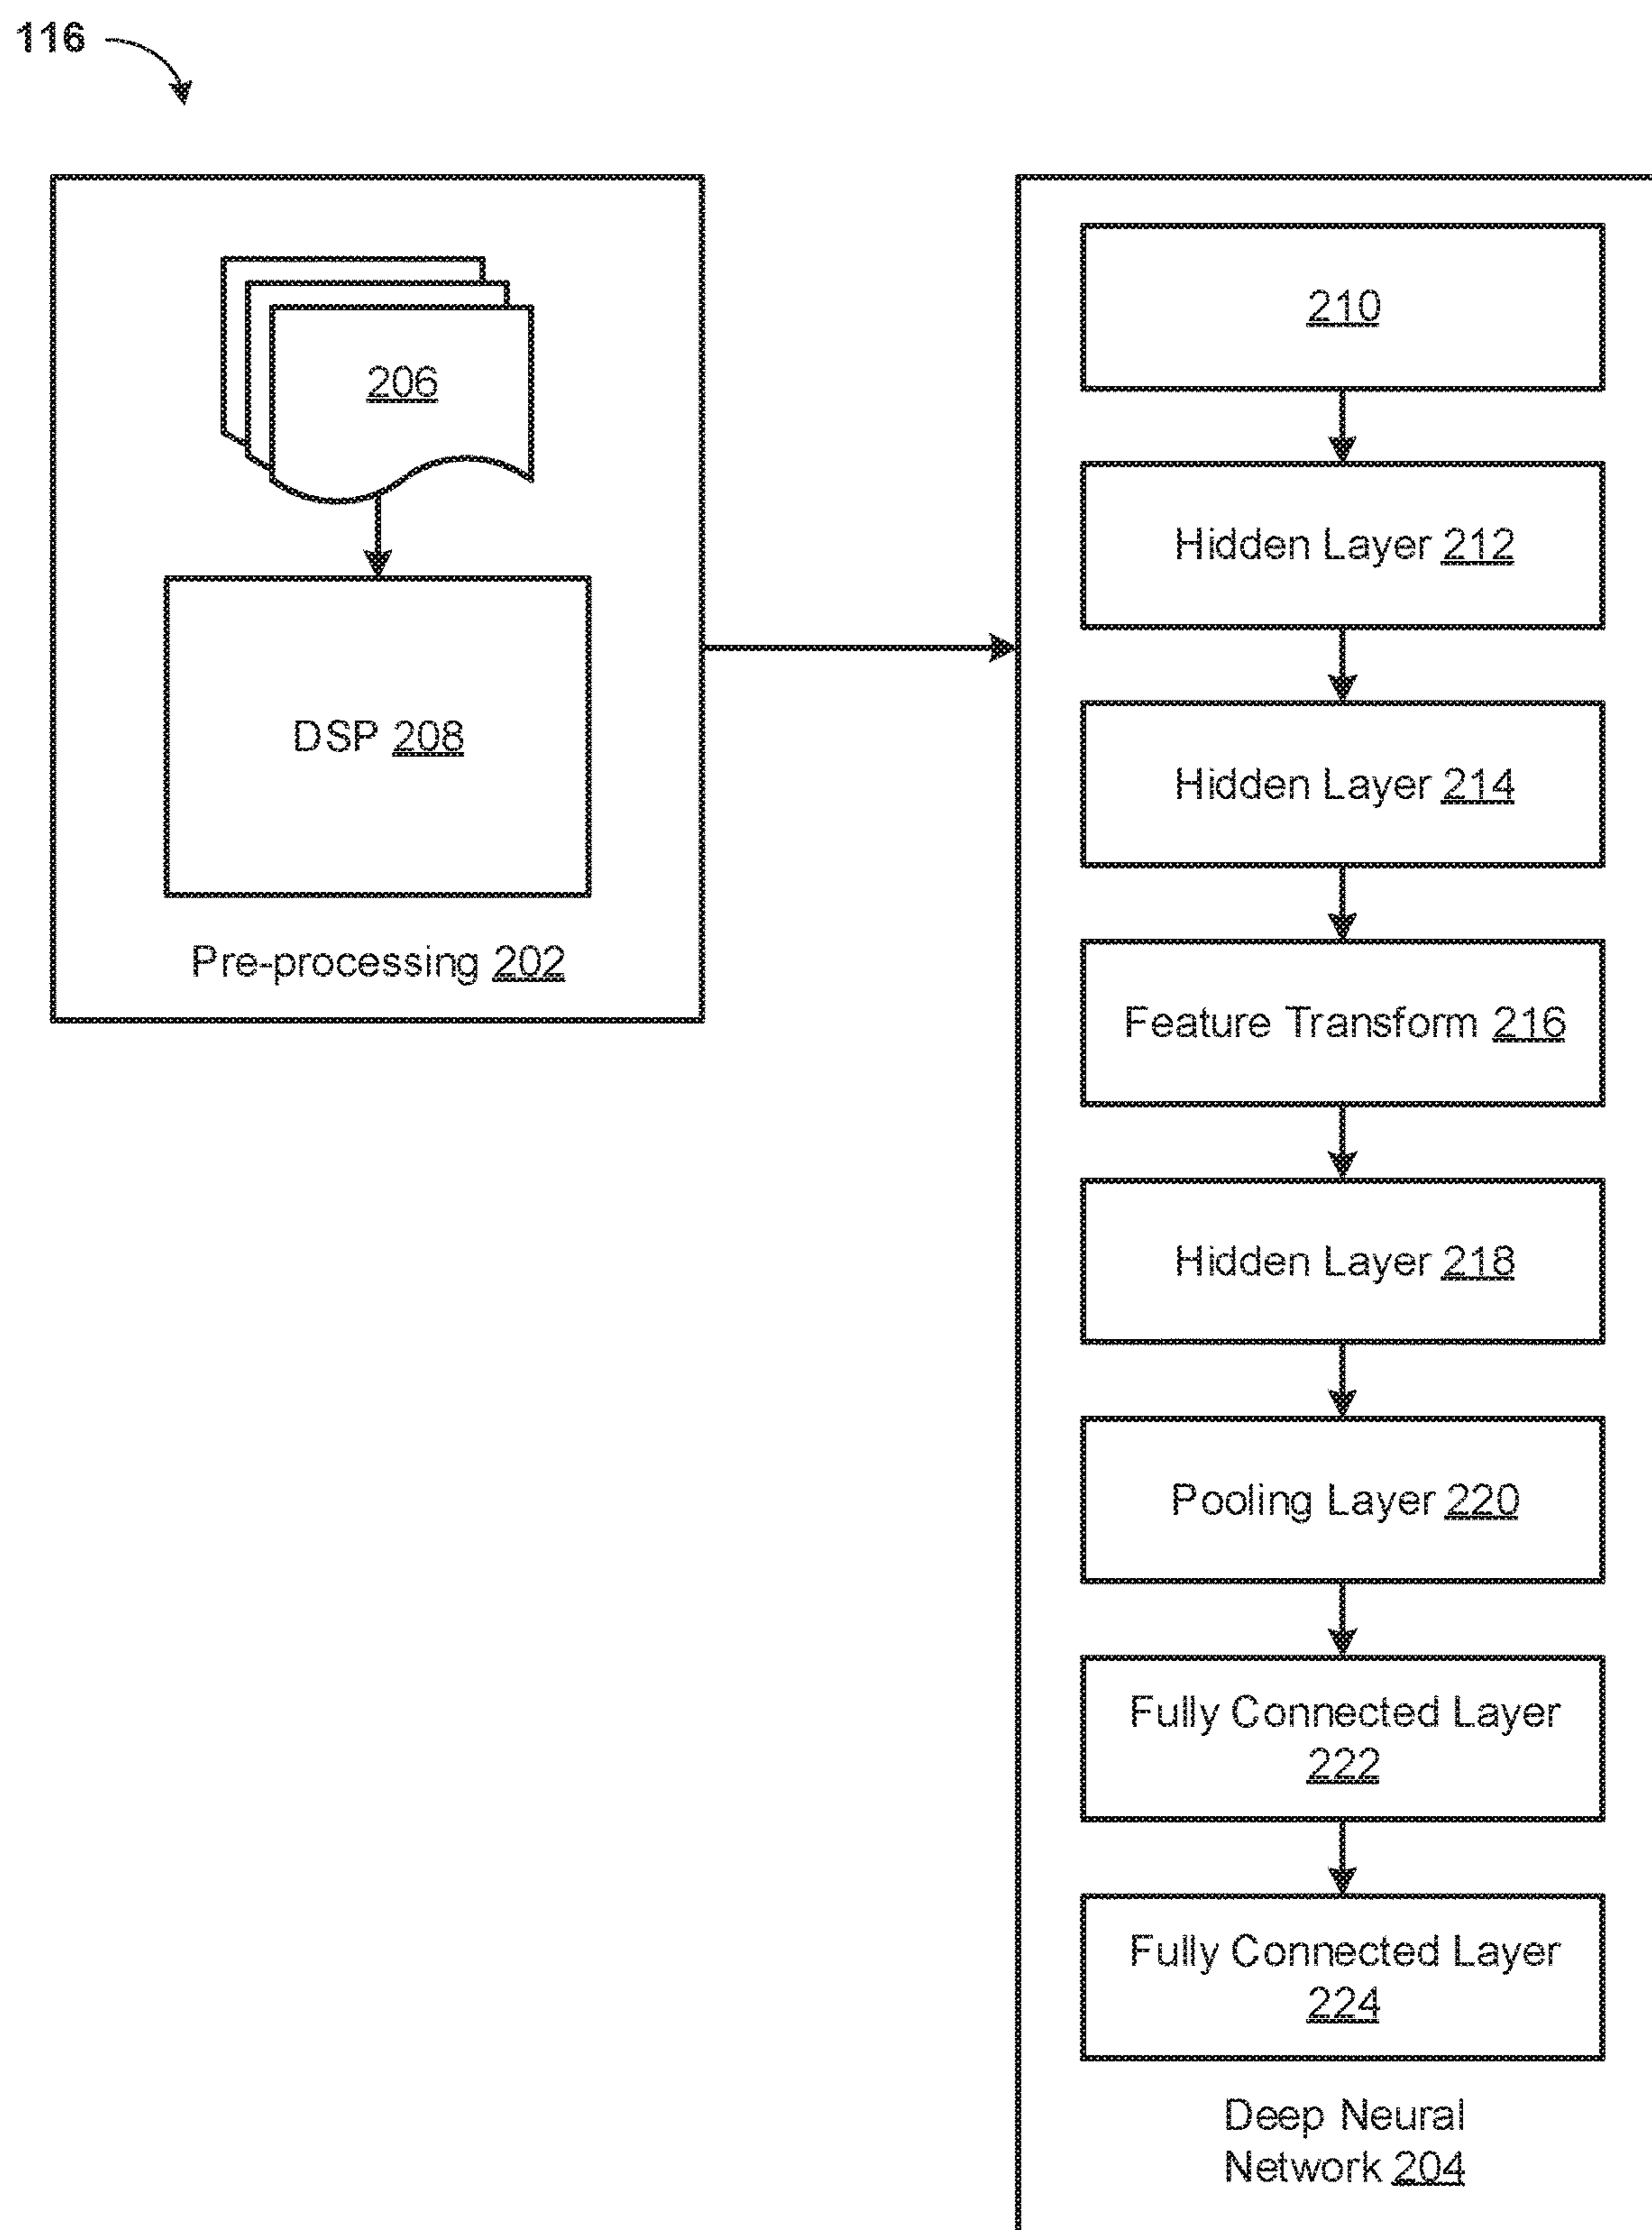 116
206
DSP 208
Pre-processing 202
210
Hidden Layer 212
Hidden Layer 214
Feature Transform 216
Hidden Layer 218
Pooling Layer 220
Fully Connected Layer
222
Fully Connected Layer
224
Deep Neural
Network 204